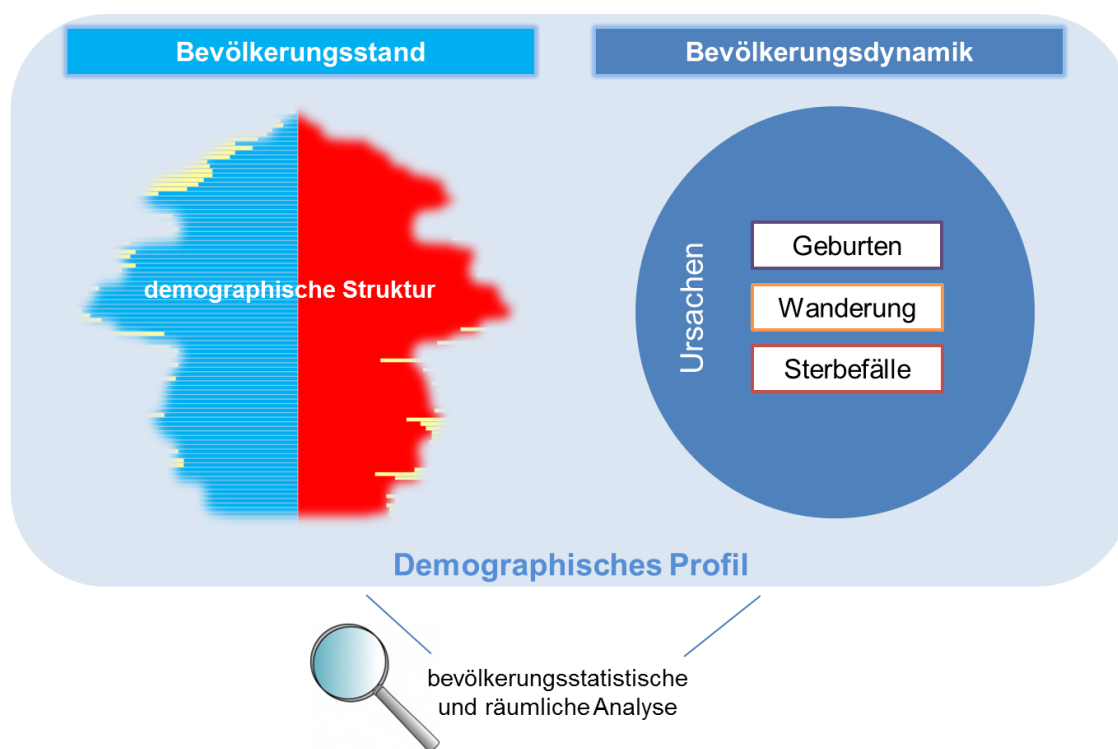 Bevölkerungsstand
Bevölkerungsdynamik
demographische Struktur
Ursachen
Geburten
Wanderung
Sterbefälle
Demographisches Profil
bevölkerungsstatistische
und räumliche Analyse